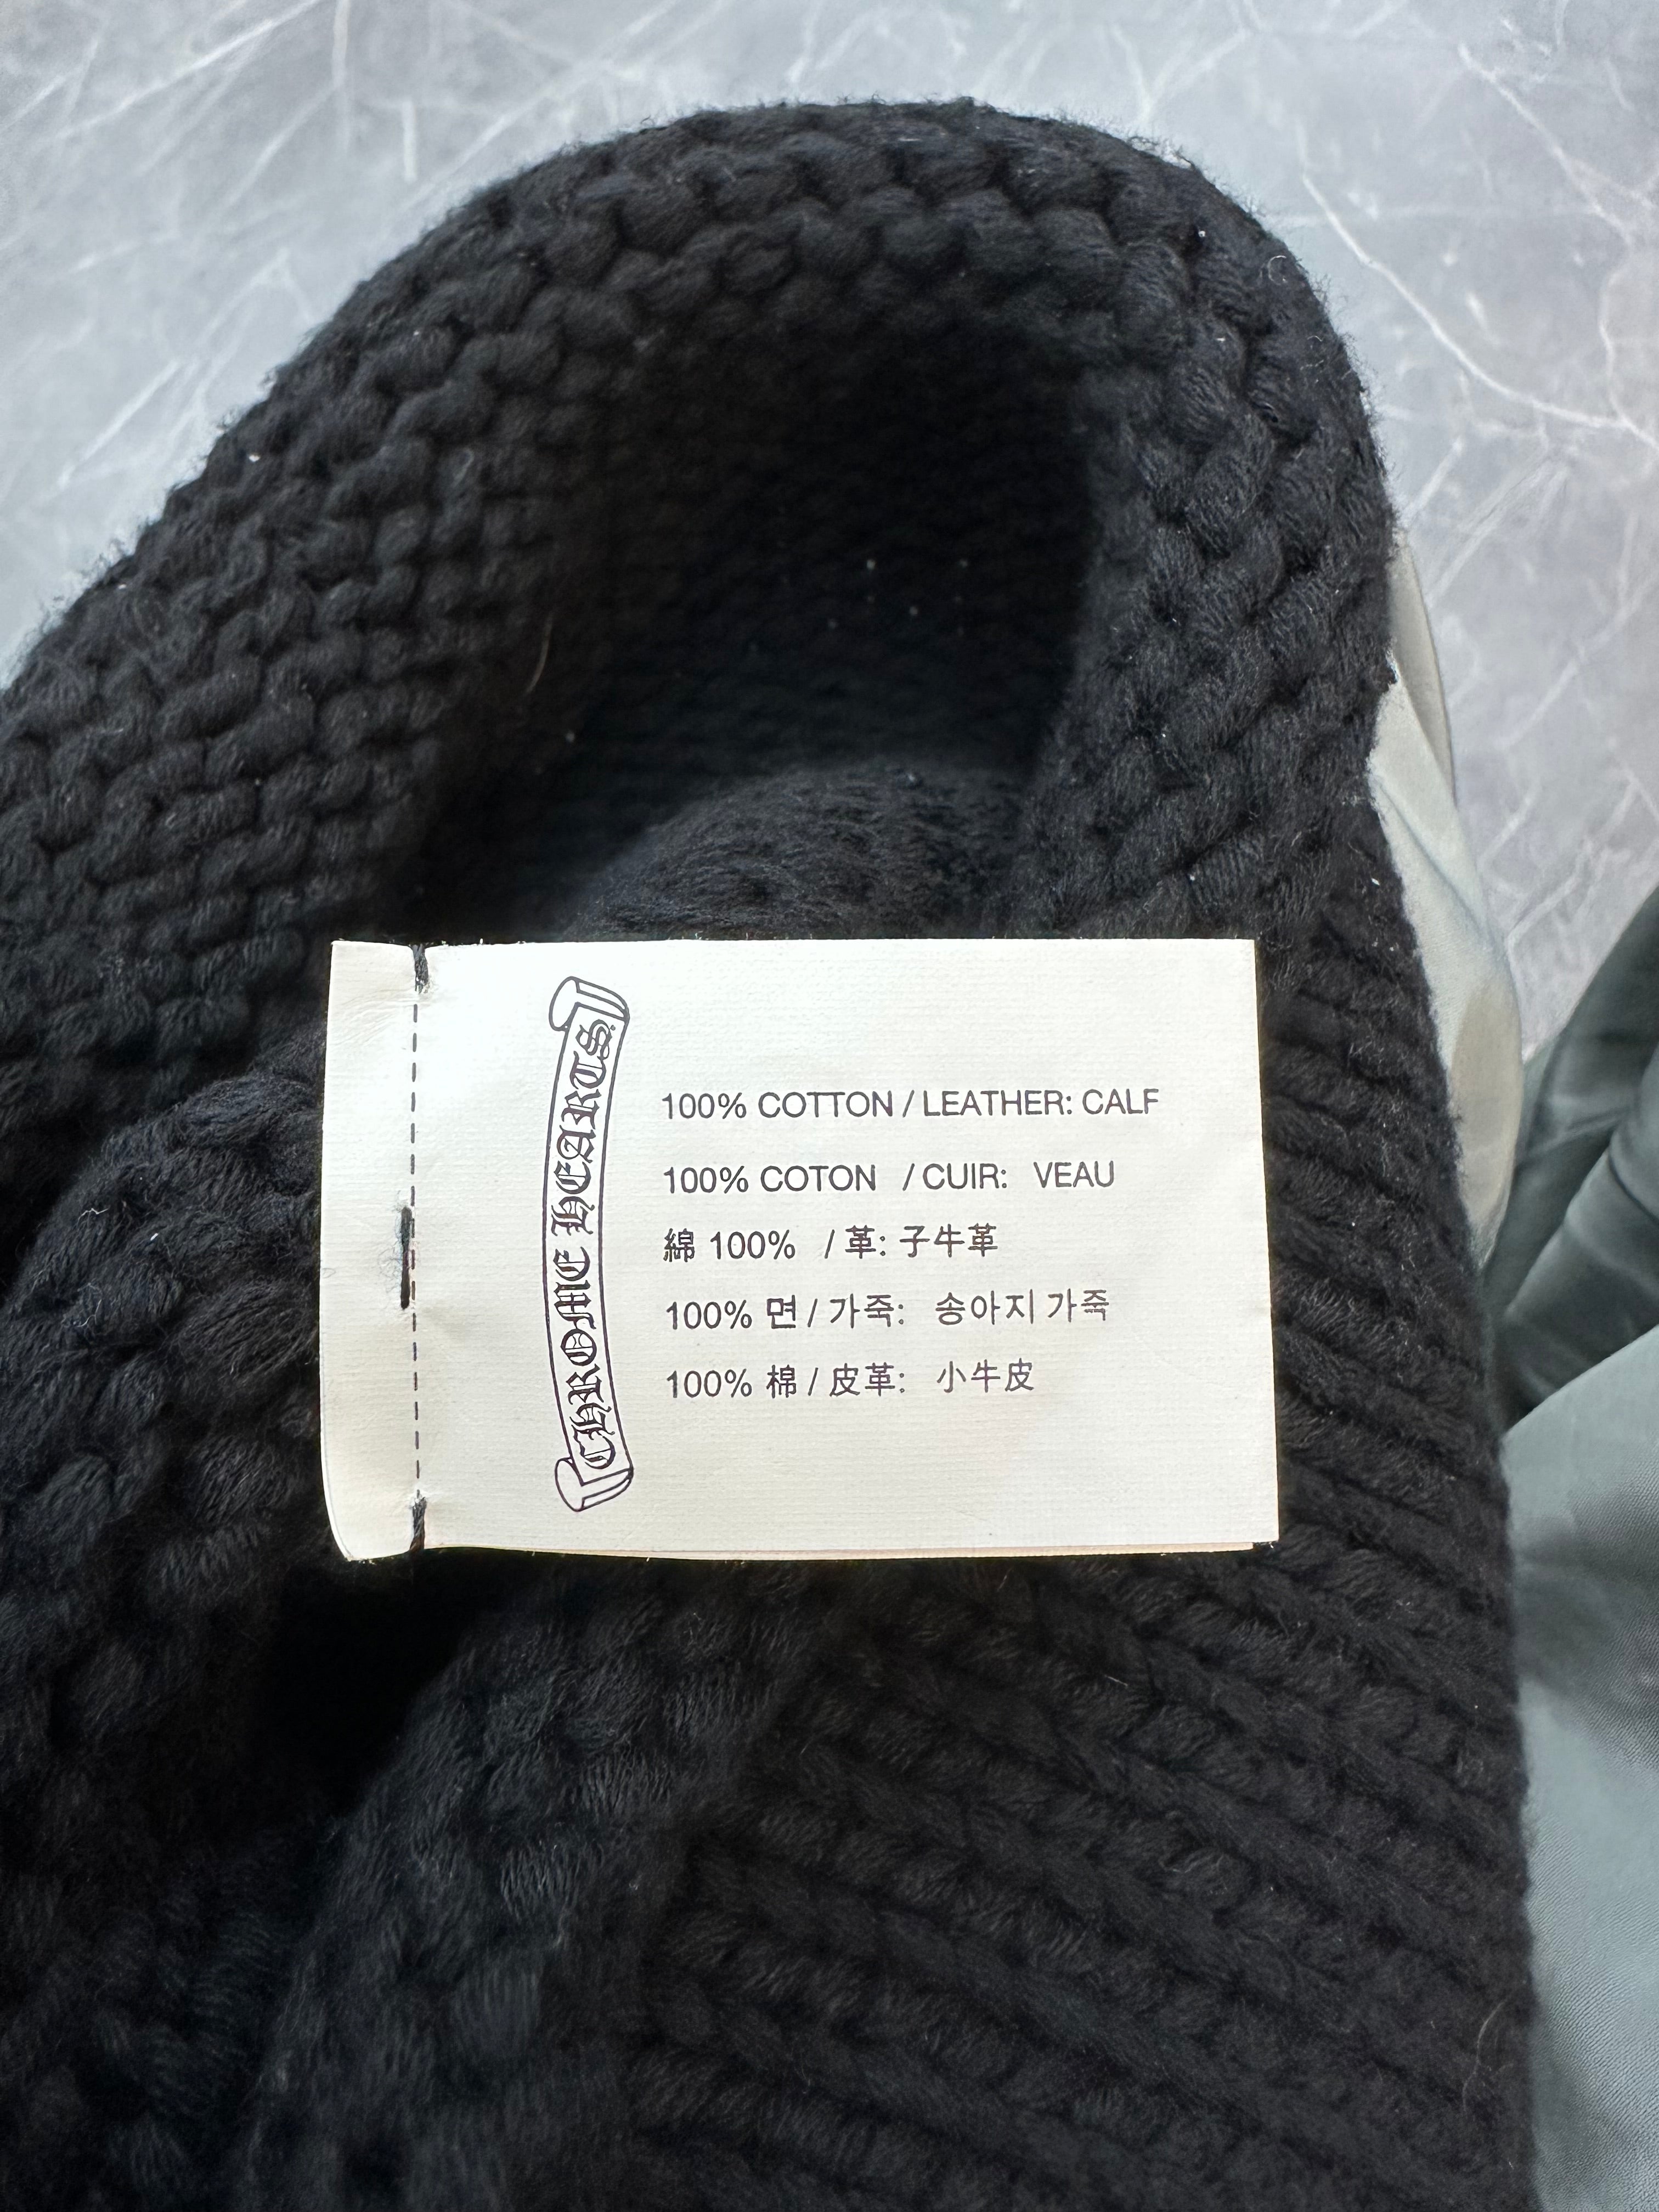 CHROME HEARTS
100% COTTON / LEATHER: CALF
100% COTON / CUIR: VEAU
綿 100% / 革: 子牛革
100% 면 / 가죽: 송아지 가죽
100% 棉 / 皮革: 小牛皮